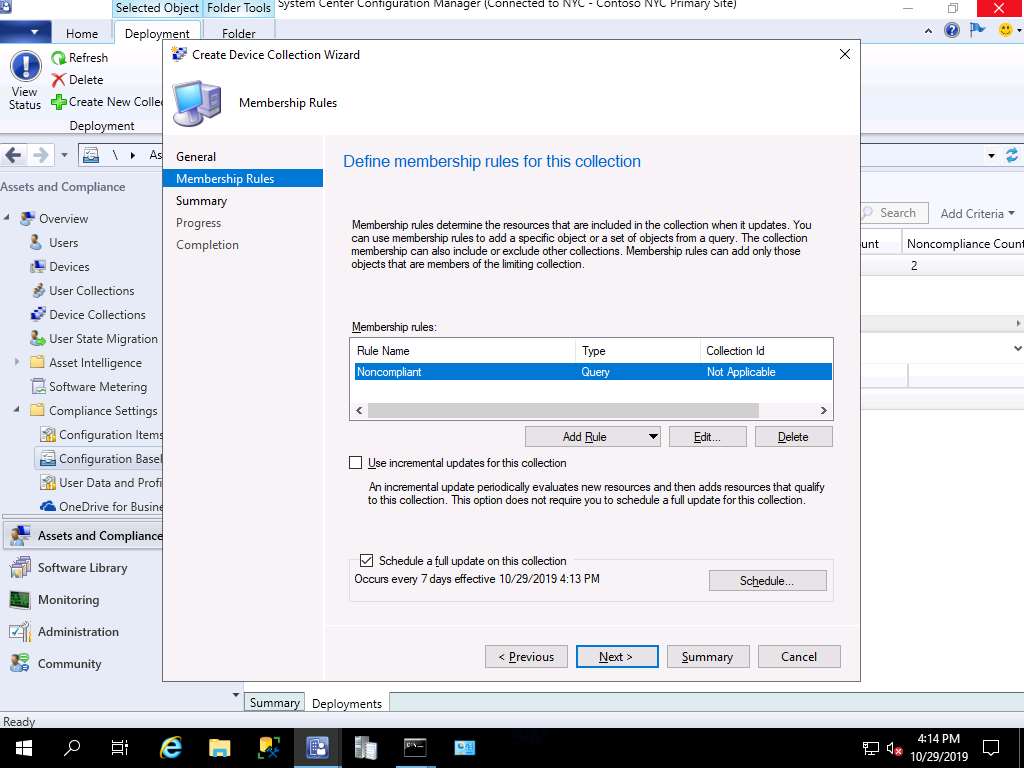 Selected Object
Folder Tools
System Center Configuration Manager (Connected to NYC - Contoso NYC Primary Site)
Home
Deployment
Folder
View
Status
Refresh
Delete
Create New Colle
Deployment
\
As
Assets and Compliance
Overview
Users
Devices
User Collections
Device Collections
User State Migration
Asset Intelligence
Software Metering
Compliance Settings
Configuration Items
Configuration Basel
User Data and Profi
OneDrive for Busine
Assets and Compliance
Software Library
Monitoring
Administration
Community
Ready
Create Device Collection Wizard
Membership Rules
General
Membership Rules
Summary
Progress
Completion
Define membership rules for this collection
Membership rules determine the resources that are included in the collection when it updates. You
can use membership rules to add a specific object or a set of objects from a query. The collection
membership can also include or exclude other collections. Membership rules can add only those
objects that are members of the limiting collection.
Membership rules:
Rule Name Type Collection Id
Noncompliant Query Not Applicable
Add Rule
Edit...
Delete
Use incremental updates for this collection
An incremental update periodically evaluates new resources and then adds resources that qualify
to this collection. This option does not require you to schedule a full update for this collection.
Schedule a full update on this collection
Occurs every 7 days effective 10/29/2019 4:13 PM
Schedule...
< Previous
Next >
Summary
Cancel
Search
Add Criteria
unt
Noncompliance Count
2
Summary
Deployments
4:14 PM
10/29/2019